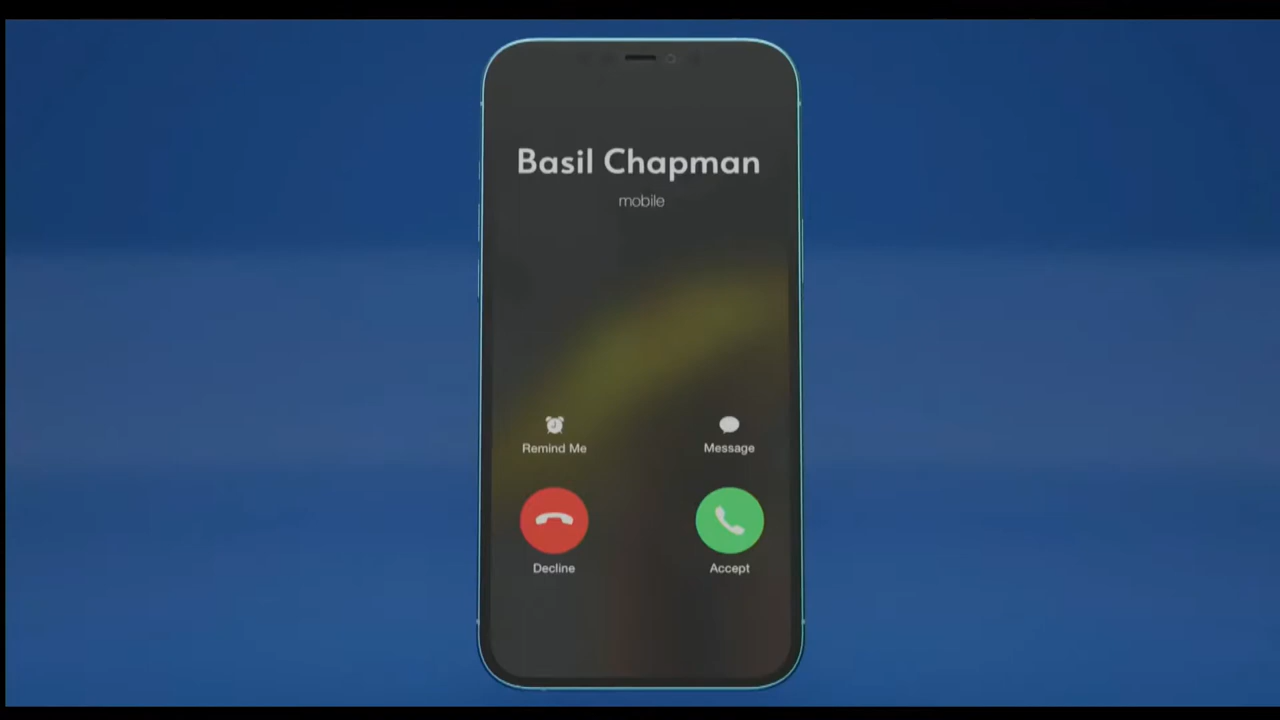 Basil Chapman
mobile
Remind Me
Message
Decline
Accept